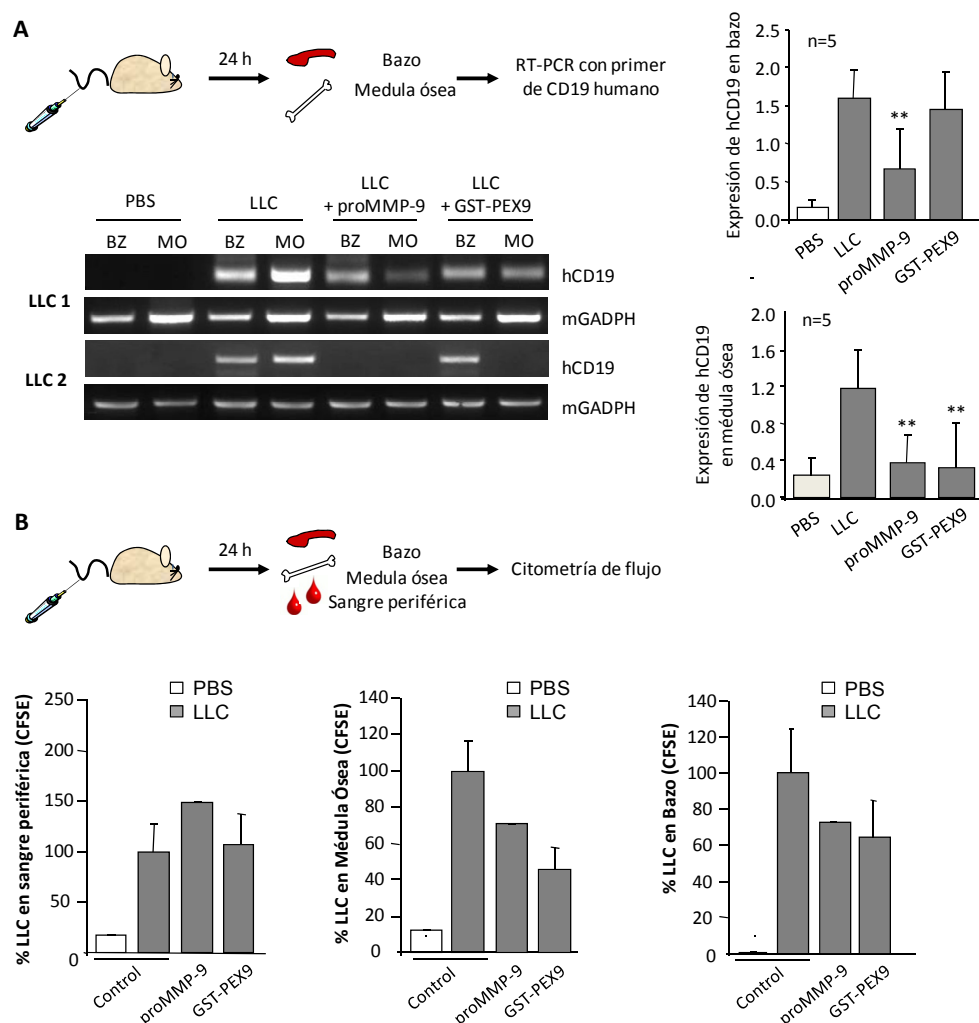 A
24 h
Bazo
Medula ósea
RT-PCR con primer
de CD19 humano
PBS
LLC
LLC
+ proMMP-9
LLC
+ GST-PEX9
BZ MO BZ MO BZ MO BZ MO
LLC 1
hCD19
mGADPH
LLC 2
hCD19
mGADPH
Expresión de hCD19 en bazo
n=5
2.5
2.0
1.5
1.0
0.5
0.0
**
PBS
LLC
proMMP-9
GST-PEX9
-
Expresión de hCD19
en médula ósea
n=5
2.0
1.6
1.2
0.8
0.4
0.0
**
**
PBS
LLC
proMMP-9
GST-PEX9
B
24 h
Bazo
Medula ósea
Sangre periférica
Citometría de flujo
% LLC en sangre periférica (CFSE)
PBS
LLC
250
200
150
100
50
0
Control
proMMP-9
GST-PEX9
% LLC en Médula Ósea (CFSE)
PBS
LLC
140
120
100
80
60
40
20
0
Control
proMMP-9
GST-PEX9
% LLC en Bazo (CFSE)
PBS
LLC
140
120
100
80
60
40
20
0
Control
proMMP-9
GST-PEX9